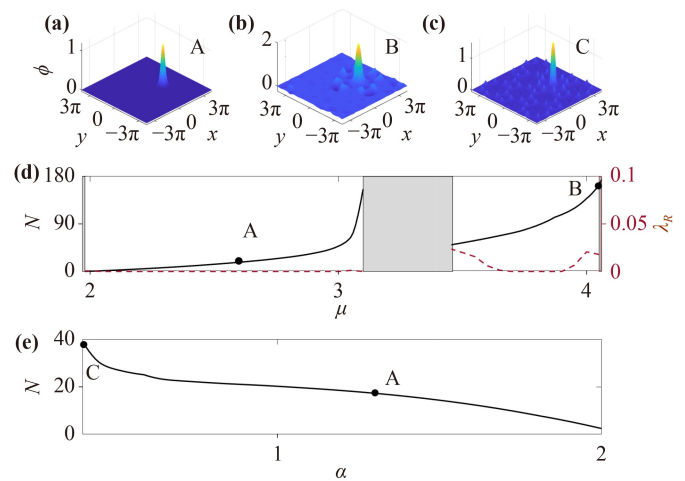 (a) A (b) B (c) C
1 2 1
ϕ
0 0 0
3π 3π 3π 3π 3π 3π
0 0 0 0 0 0
y −3π −3π x y −3π −3π x y −3π −3π x
(d) 180 0.1
B
N 90 A 0.05 λ_R
0 0
2 3 4
μ
(e) 40
C
N 20 A
0
1 2
α